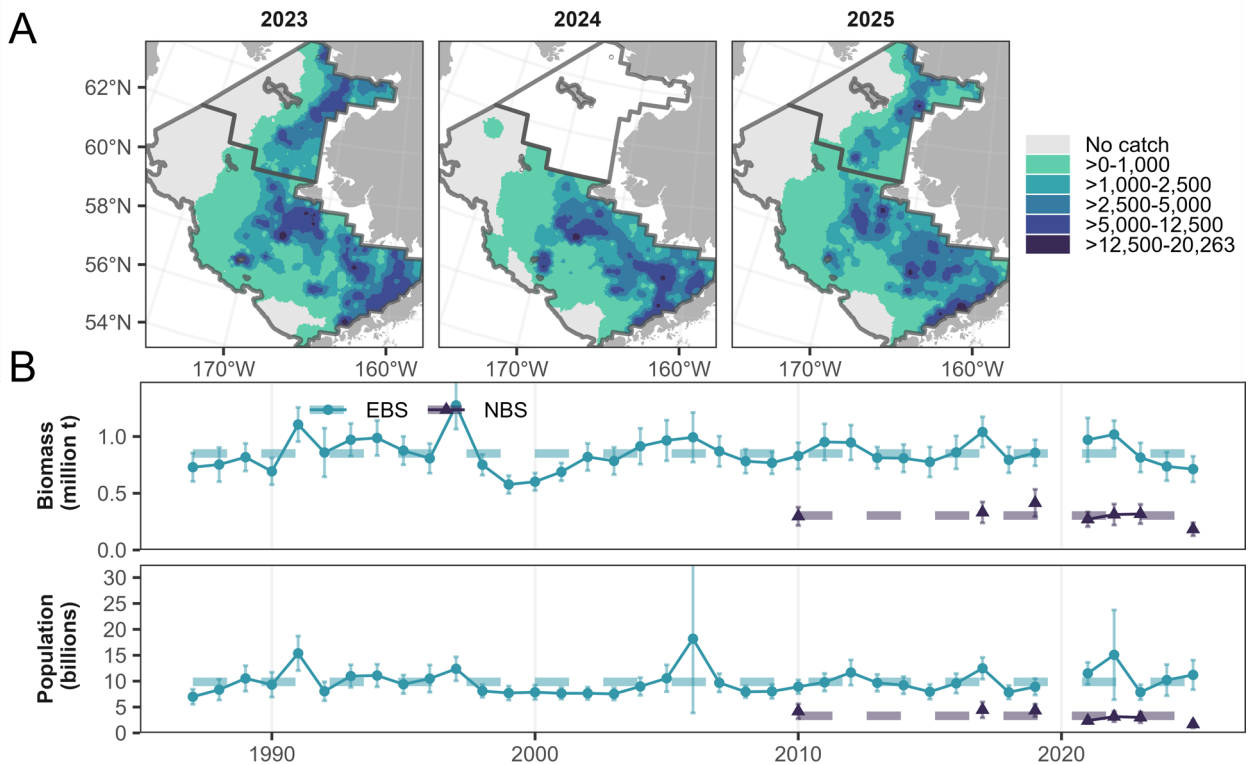 A
2023
2024
2025
62°N
60°N
58°N
56°N
54°N
170°W
160°W
170°W
160°W
170°W
160°W
No catch
>0-1,000
>1,000-2,500
>2,500-5,000
>5,000-12,500
>12,500-20,263
B
EBS
NBS
Biomass
(million t)
1.0
0.5
0.0
Population
(billions)
30
25
20
15
10
5
0
1990
2000
2010
2020